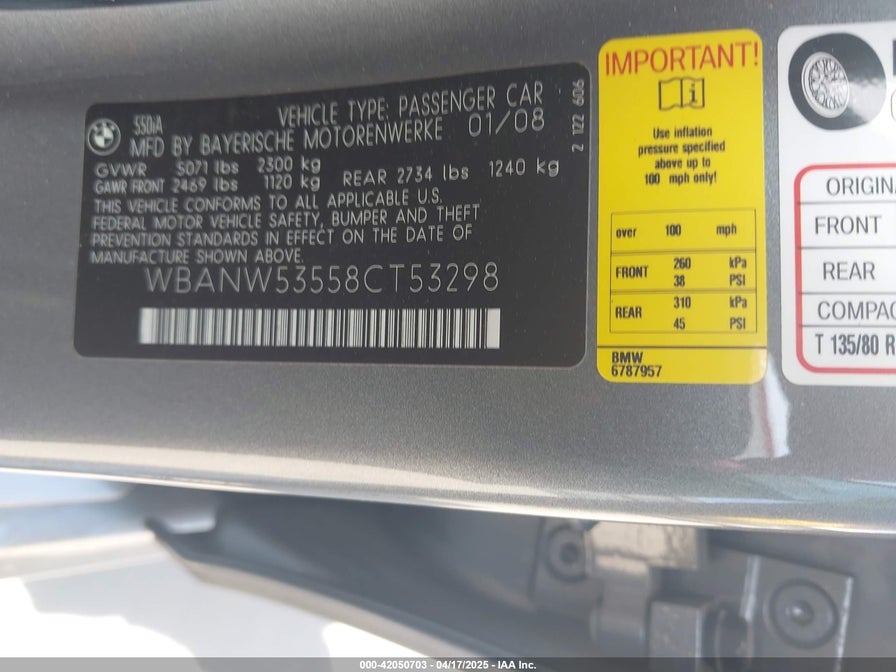 BMW
550iA
VEHICLE TYPE: PASSENGER CAR
MFD BY BAYERISCHE MOTORENWERKE 01/08
GVWR 5071 lbs 2300 kg
GAWR FRONT 2469 lbs 1120 kg REAR 2734 lbs 1240 kg
THIS VEHICLE CONFORMS TO ALL APPLICABLE U.S.
FEDERAL MOTOR VEHICLE SAFETY, BUMPER AND THEFT
PREVENTION STANDARDS IN EFFECT ON THE DATE OF
MANUFACTURE SHOWN ABOVE.
WBANW53558CT53298
2 122 606
IMPORTANT!
Use inflation
pressure specified
above up to
100 mph only!
over 100 mph
FRONT 260 kPa
38 PSI
REAR 310 kPa
45 PSI
BMW
6787957
ORIGINA
FRONT
REAR
COMPAC
T 135/80 R
000-42050703 - 04/17/2025 - IAA Inc.